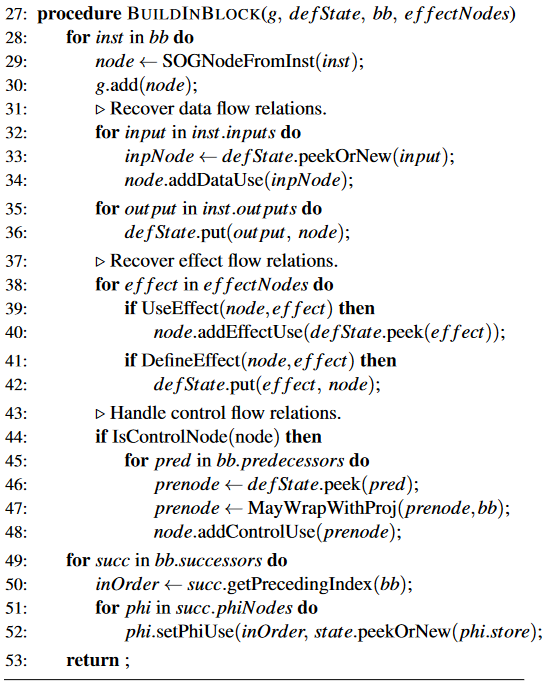 27: procedure BUILDINBLOCK(g, defState, bb, effectNodes)
28: for inst in bb do
29: node ← SOGNodeFromInst(inst);
30: g.add(node);
31: ▷ Recover data flow relations.
32: for input in inst.inputs do
33: inpNode ← defState.peekOrNew(input);
34: node.addDataUse(inpNode);
35: for output in inst.outputs do
36: defState.put(output, node);
37: ▷ Recover effect flow relations.
38: for effect in effectNodes do
39: if UseEffect(node,effect) then
40: node.addEffectUse(defState.peek(effect));
41: if DefineEffect(node,effect) then
42: defState.put(effect, node);
43: ▷ Handle control flow relations.
44: if IsControlNode(node) then
45: for pred in bb.predecessors do
46: prenode ← defState.peek(pred);
47: prenode ← MayWrapWithProj(prenode,bb);
48: node.addControlUse(prenode);
49: for succ in bb.successors do
50: inOrder ← succ.getPrecedingIndex(bb);
51: for phi in succ.phiNodes do
52: phi.setPhiUse(inOrder, state.peekOrNew(phi.store);
53: return ;